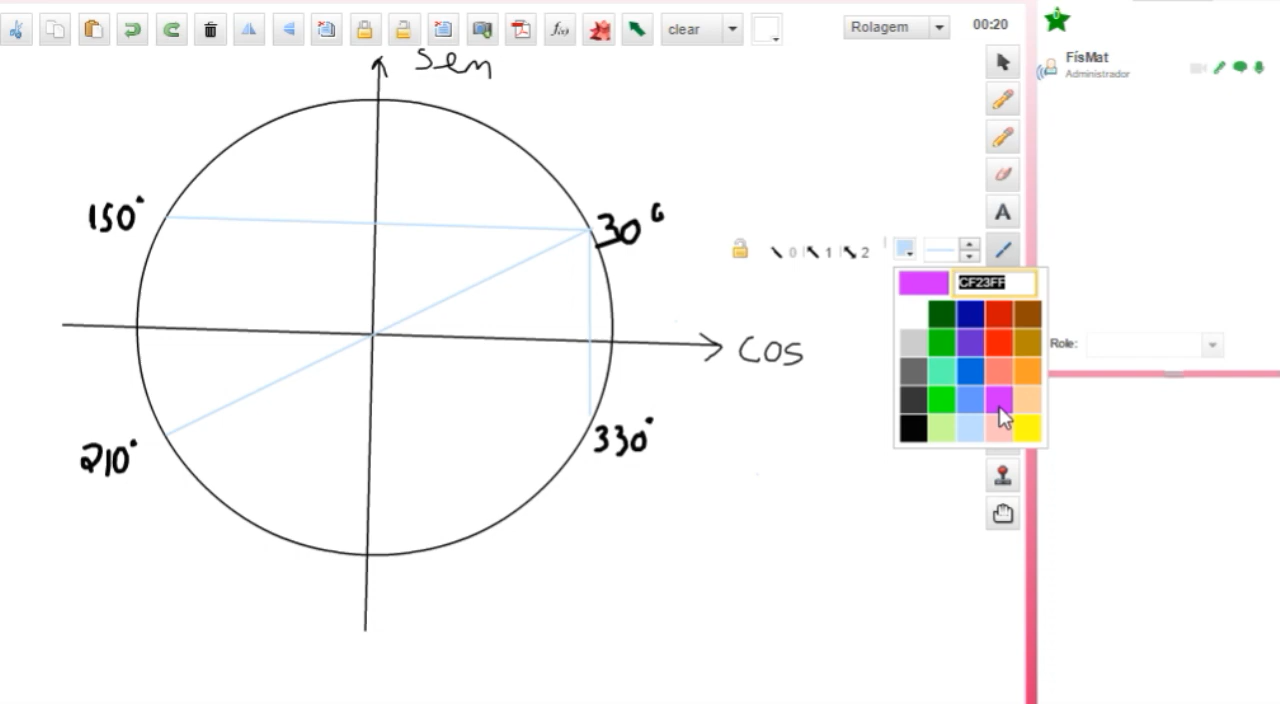 clear
Rolagem
00:20
FísMat
Administrador
sen
150°
30°
0 1 2
CF23FF
cos
Role:
210°
330°